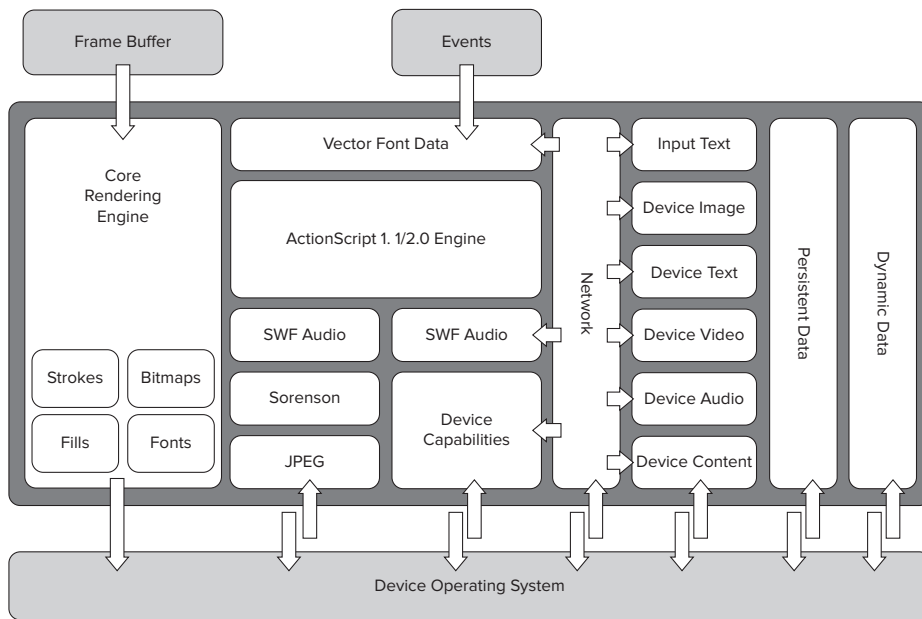 Frame Buffer
Events
Core
Rendering
Engine
Strokes
Bitmaps
Fills
Fonts
Vector Font Data
ActionScript 1. 1/2.0 Engine
SWF Audio
SWF Audio
Sorenson
Device
Capabilities
JPEG
Network
Input Text
Device Image
Device Text
Device Video
Device Audio
Device Content
Persistent Data
Dynamic Data
Device Operating System